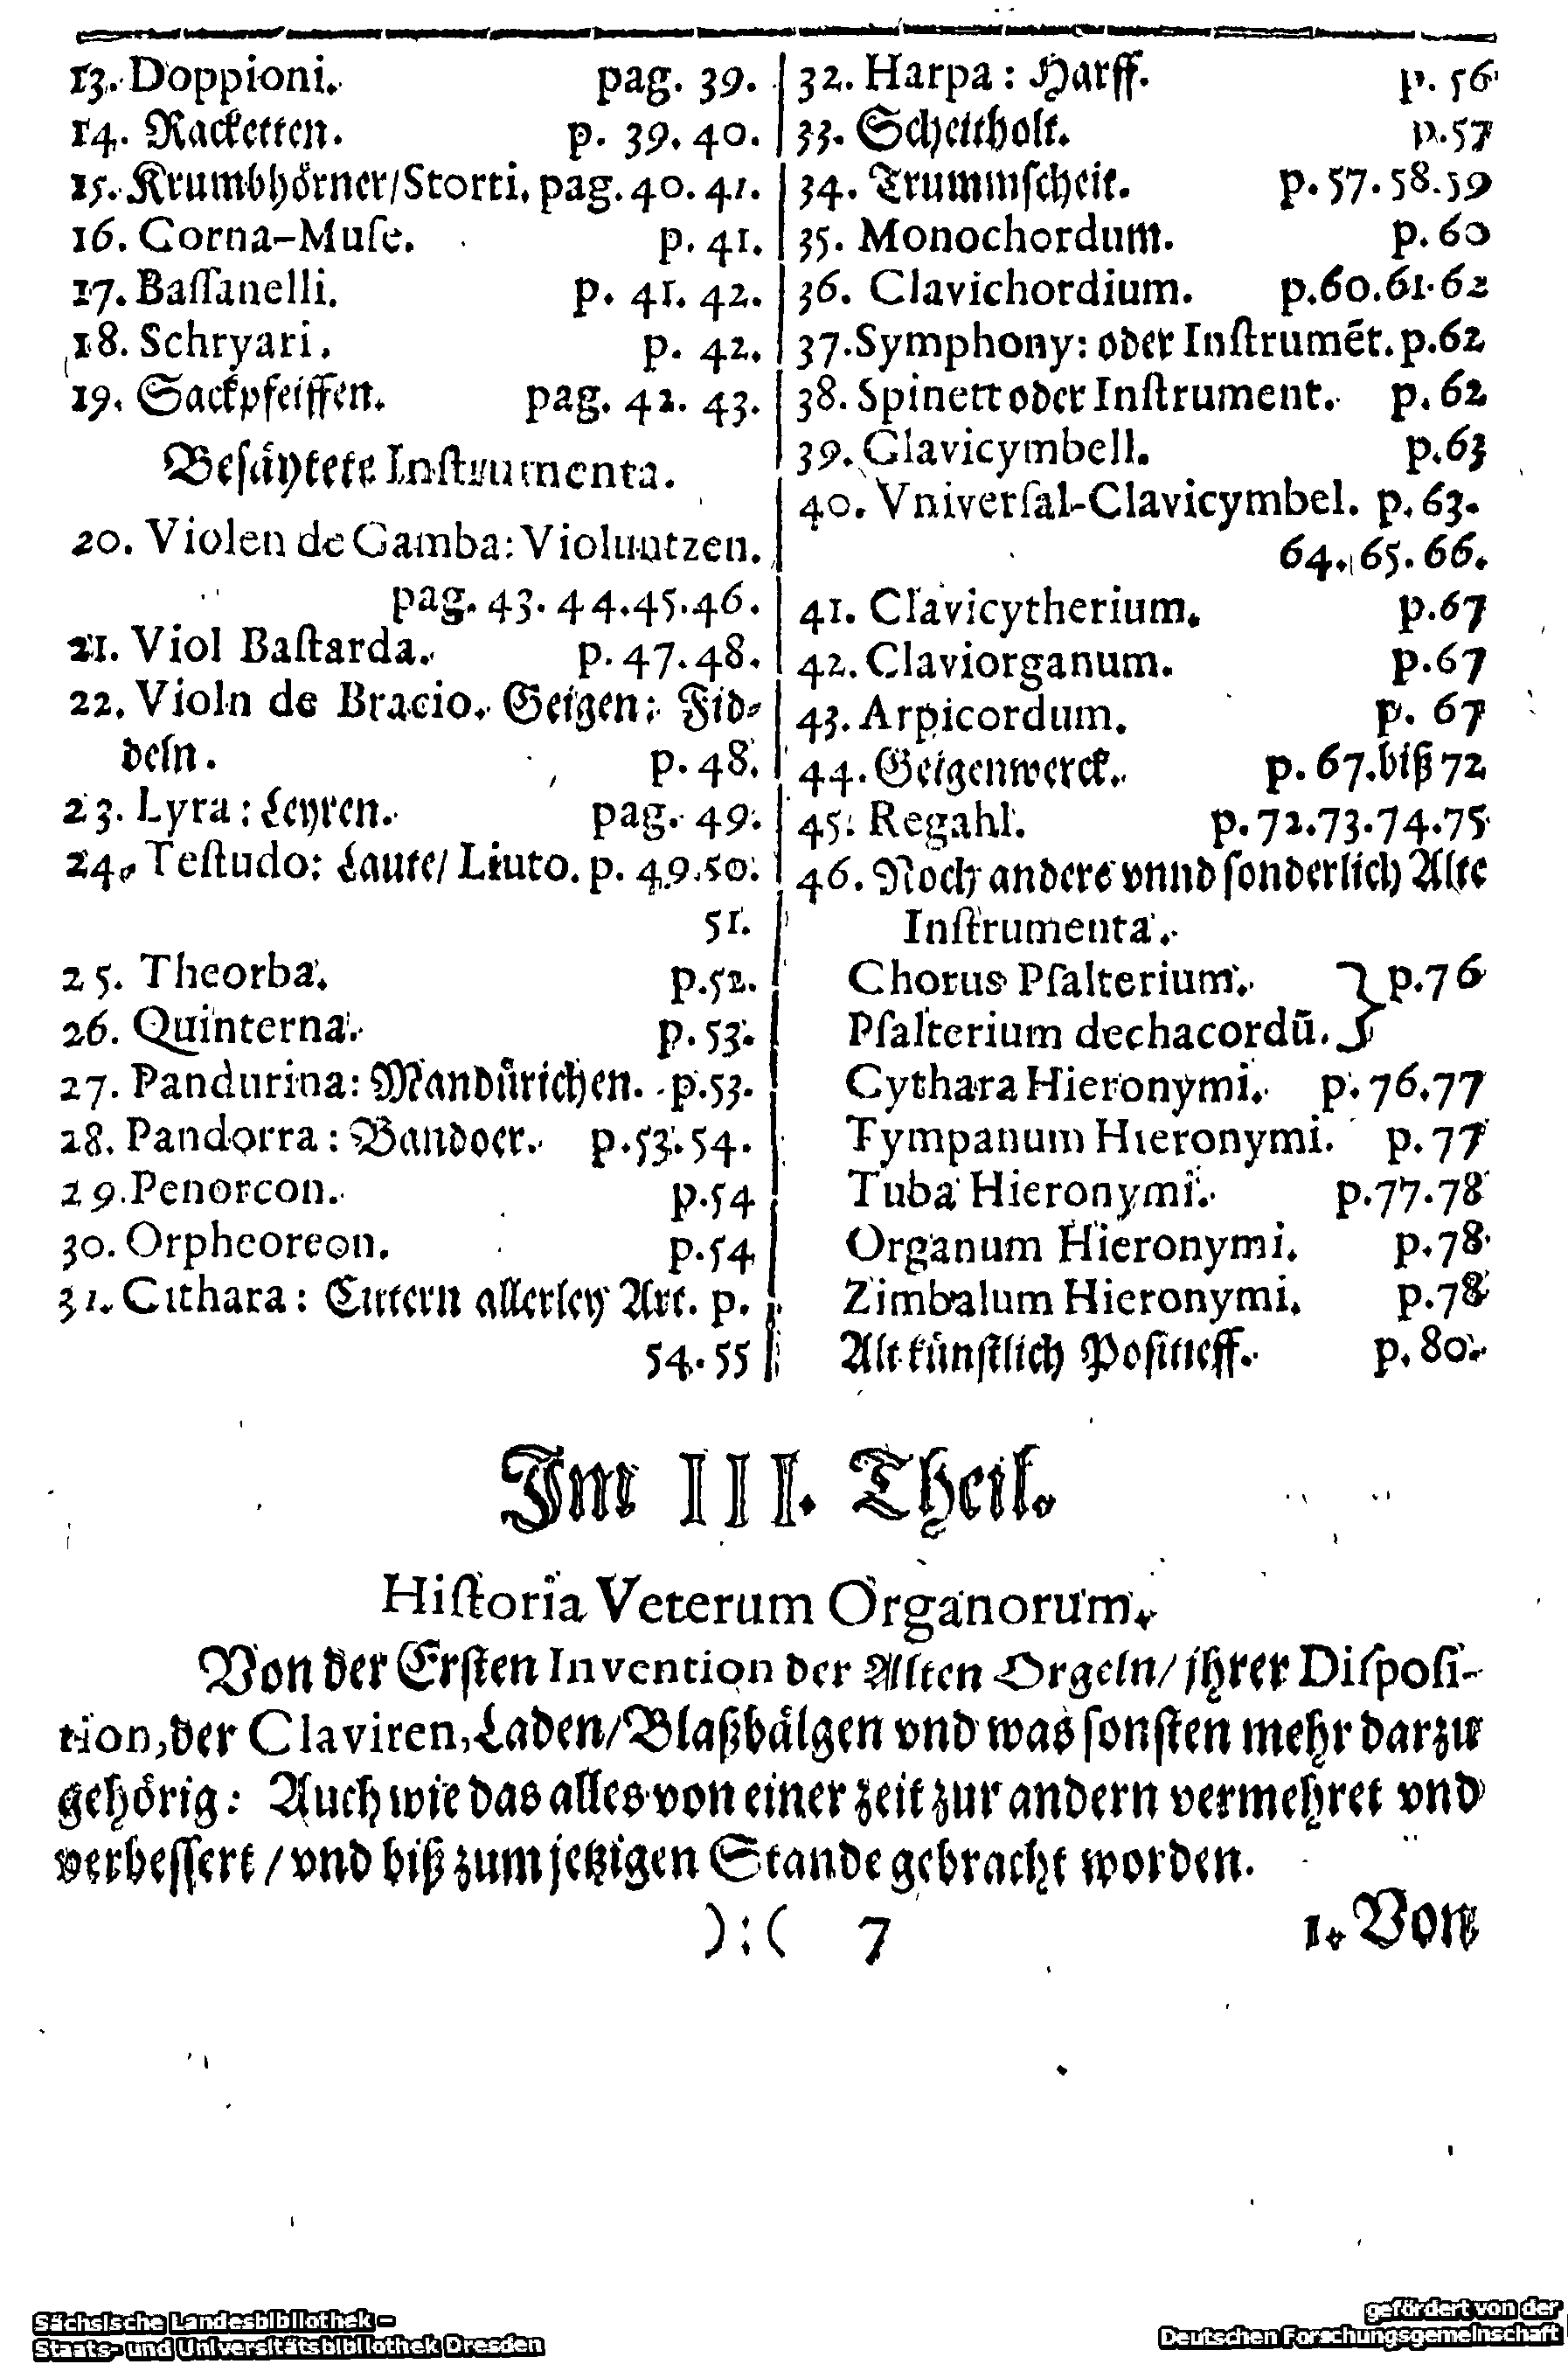 13. Doppioni. pag. 39.
14. Racketten. p. 39. 40.
15. Krumbhörner/Storti. pag. 40. 41.
16. Corna-Muſe. p. 41.
17. Baſſanelli. p. 41. 42.
18. Schryari. p. 42.
19. Sackpfeiffen. pag. 42. 43.
Beſäytete Inſtrumenta.
20. Violen de Gamba: Violuntzen.
pag. 43. 44. 45. 46.
21. Viol Baſtarda. p. 47. 48.
22. Violn de Bracio. Geigen: Fid-
deln. p. 48.
23. Lyra: Leyren. pag. 49.
24. Teſtudo: Laute/ Liuto. p. 49. 50.
51.
25. Theorba. p. 52.
26. Quinterna. p. 53.
27. Pandurina: Mandürichen. p. 53.
28. Pandorra: Bandoer. p. 53. 54.
29. Penorcon. p. 54
30. Orpheoreon. p. 54
31. Cithara: Cittern allerley Art. p.
54. 55
32. Harpa: Harff. p. 56
33. Scheitholt. p. 57
34. Trummſcheit. p. 57. 58. 59
35. Monochordum. p. 60
36. Clavichordium. p. 60. 61. 62
37. Symphony: oder Inſtrumēt. p. 62
38. Spinett oder Inſtrument. p. 62
39. Clavicymbell. p. 63
40. Vniverſal-Clavicymbel. p. 63.
64. 65. 66.
41. Clavicytherium. p. 67
42. Claviorganum. p. 67
43. Arpicordum. p. 67
44. Geigenwerck. p. 67. biß 72
45. Regahl. p. 72. 73. 74. 75
46. Noch andere vnnd ſonderlich Alte
Inſtrumenta.
Chorus Pſalterium. } p. 76
Pſalterium dechacordū.
Cythara Hieronymi. p. 76. 77
Tympanum Hieronymi. p. 77
Tuba Hieronymi. p. 77. 78
Organum Hieronymi. p. 78
Zimbalum Hieronymi. p. 78
Alt künſtlich Poſitieff. p. 80.
Im III. Theil.
Hiſtoria Veterum Organorum.
Von der Erſten Invention der Alten Orgeln/ jhrer Diſpoſi-
tion, der Claviren, Laden/ Blaßbälgen vnd was ſonſten mehr darzu
gehörig: Auch wie das alles von einer zeit zur andern vermehret vnd
verbeſſert/ vnd biß zum jetzigen Stande gebracht worden.
):( 7 1. Von
Sächsische Landesbibliothek –
Staats- und Universitätsbibliothek Dresden
gefördert von der
Deutschen Forschungsgemeinschaft